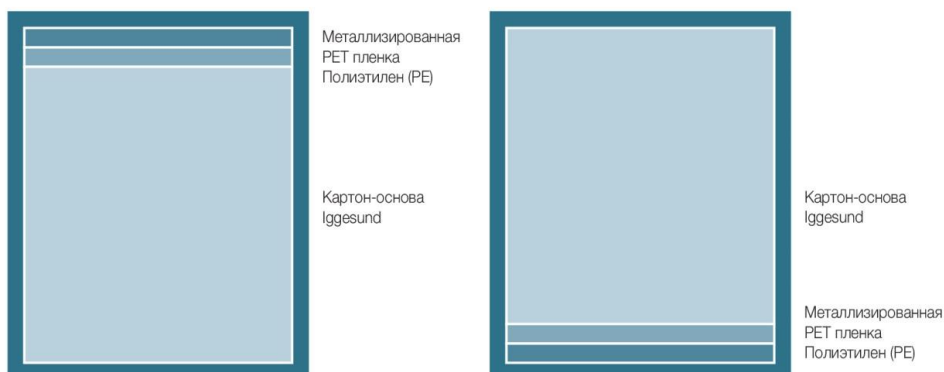 Металлизированная
PET пленка
Полиэтилен (PE)
Картон-основа
Iggesund
Картон-основа
Iggesund
Металлизированная
PET пленка
Полиэтилен (PE)